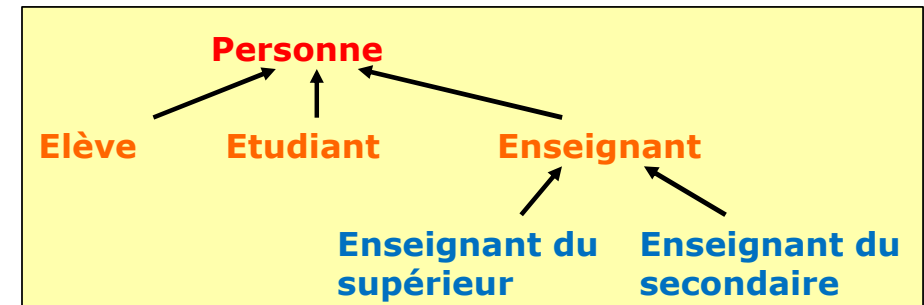 Personne
Elève Etudiant Enseignant
Enseignant du Enseignant du
supérieur secondaire